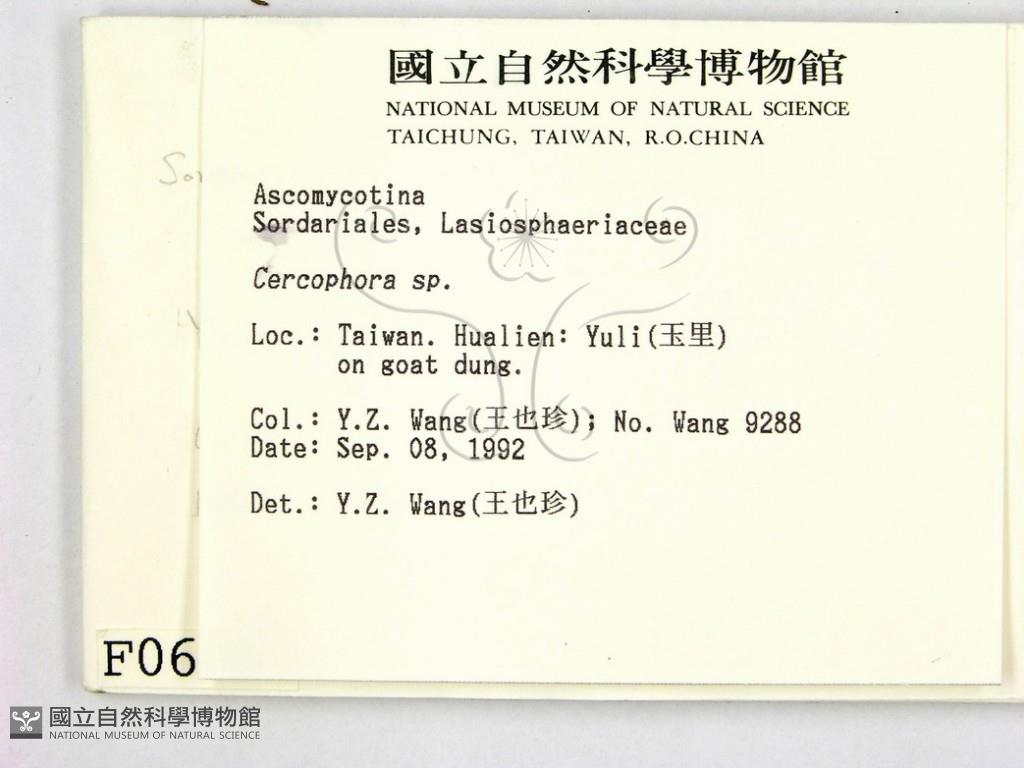 國立自然科學博物館
NATIONAL MUSEUM OF NATURAL SCIENCE
TAICHUNG, TAIWAN, R.O.CHINA
Ascomycotina
Sordariales, Lasiosphaeriaceae
Cercophora sp.
Loc.: Taiwan. Hualien: Yuli(玉里)
on goat dung.
Col.: Y.Z. Wang(王也珍); No. Wang 9288
Date: Sep. 08, 1992
Det.: Y.Z. Wang(王也珍)
F06
國立自然科學博物館
NATIONAL MUSEUM OF NATURAL SCIENCE